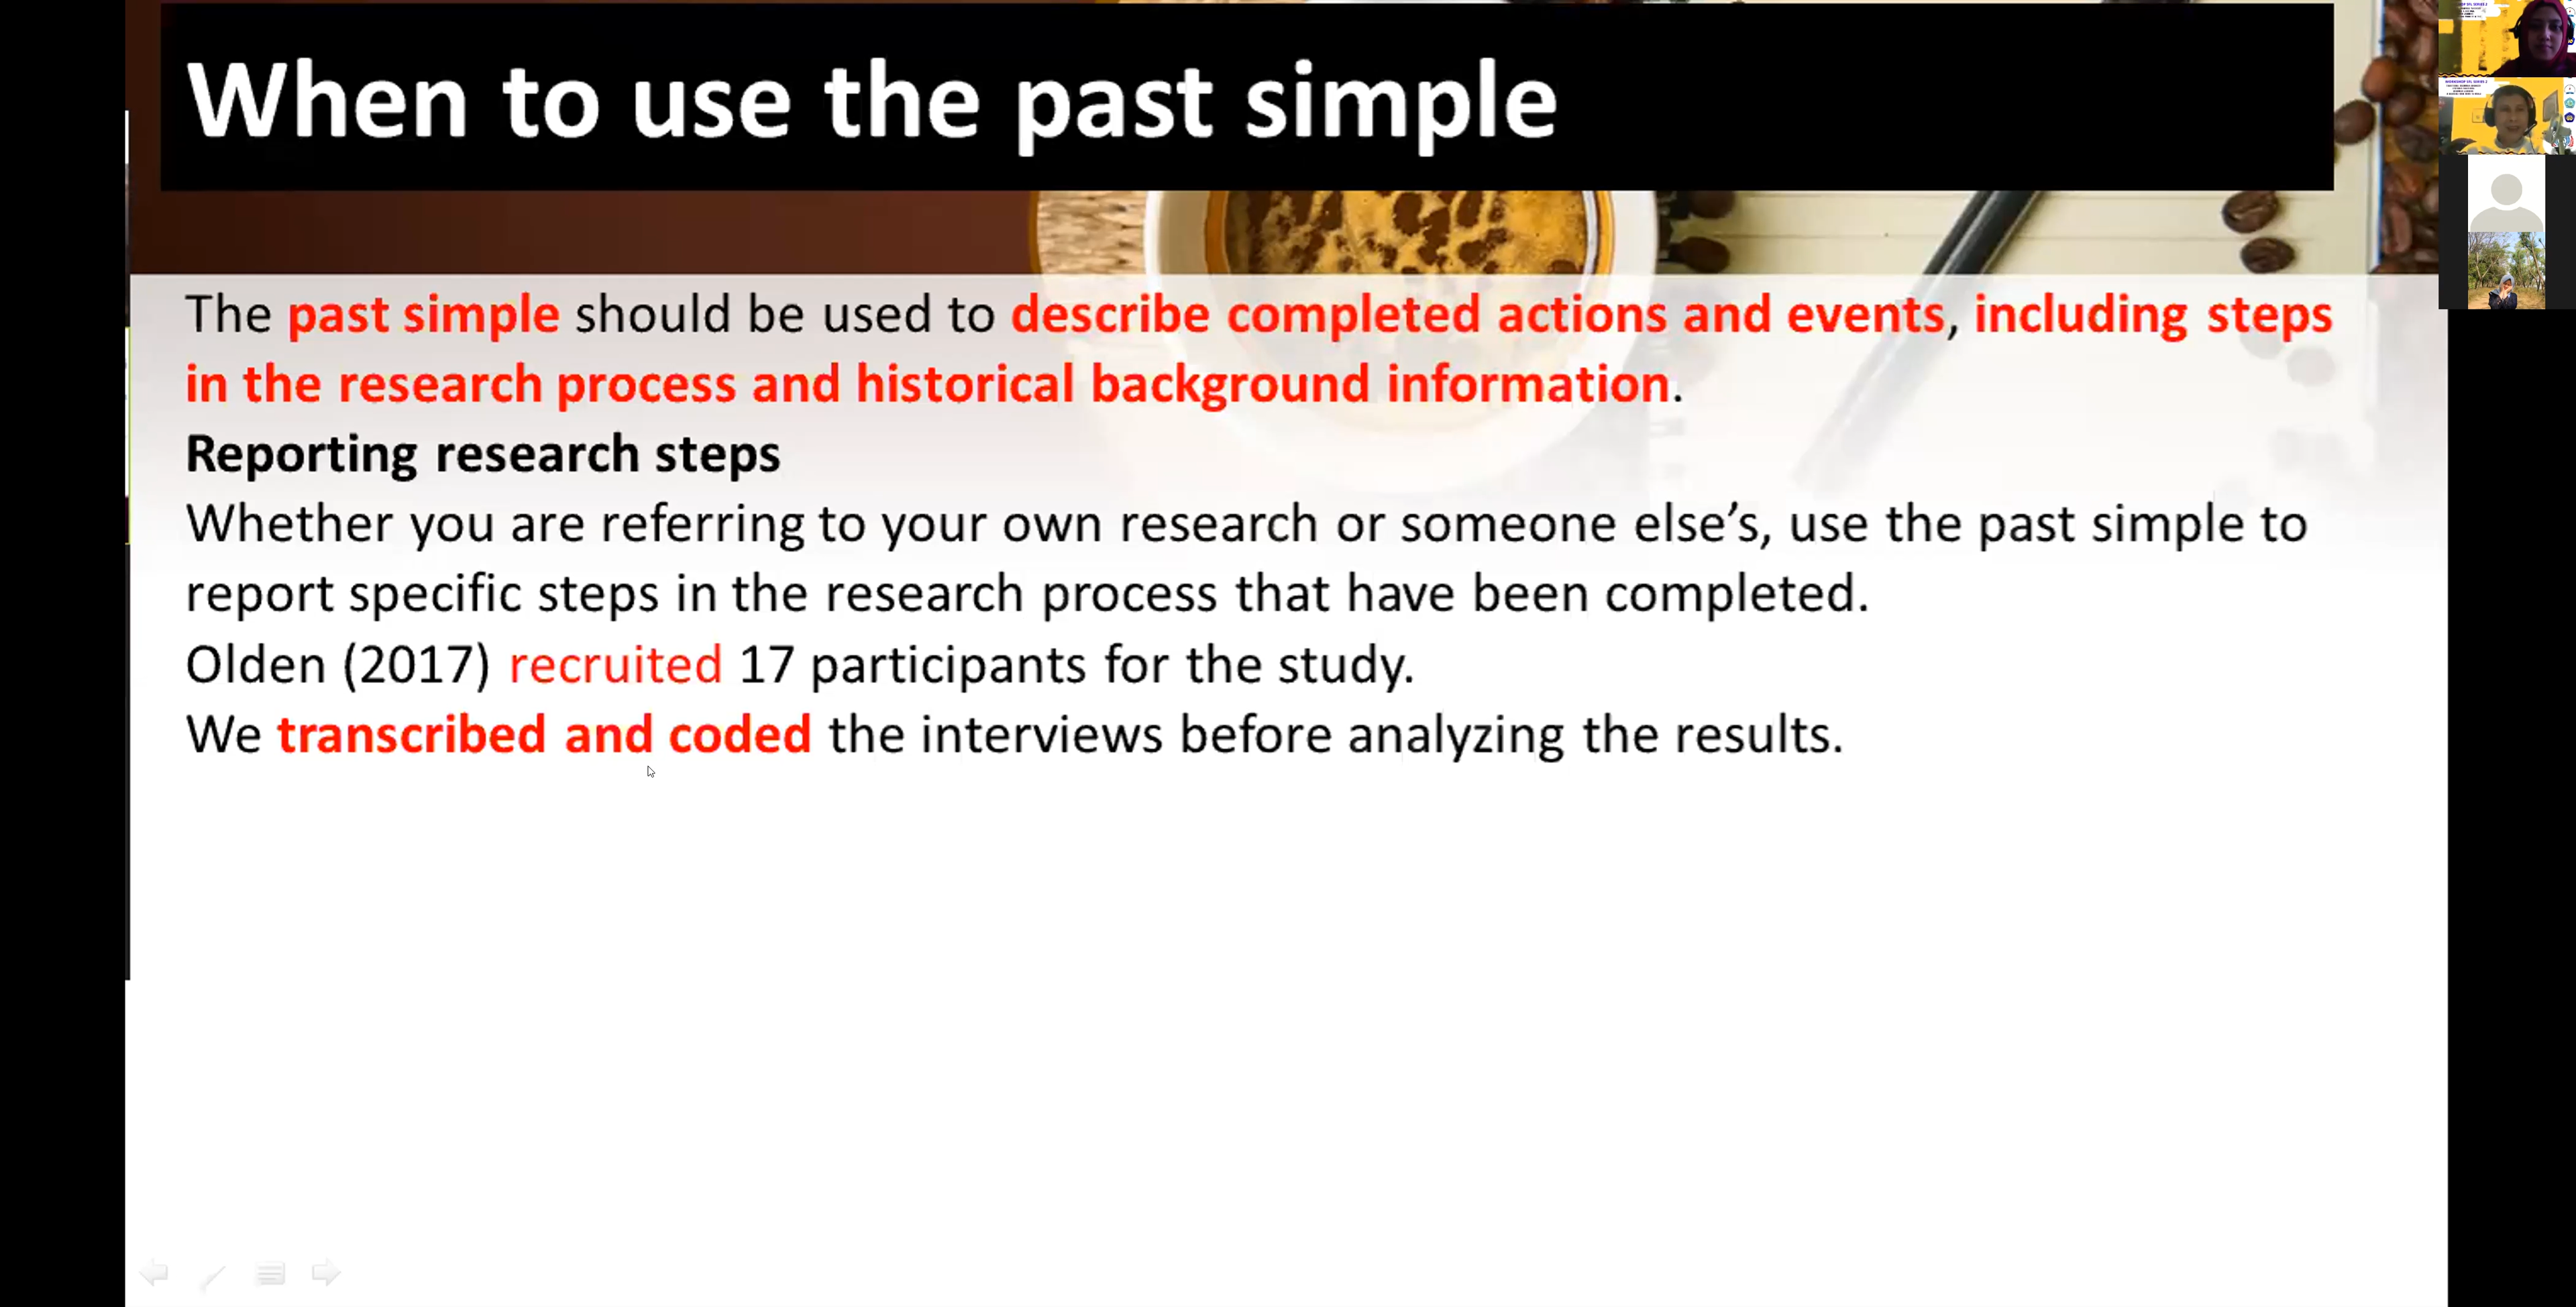 When to use the past simple
The past simple should be used to describe completed actions and events, including steps
in the research process and historical background information.
Reporting research steps
Whether you are referring to your own research or someone else’s, use the past simple to
report specific steps in the research process that have been completed.
Olden (2017) recruited 17 participants for the study.
We transcribed and coded the interviews before analyzing the results.